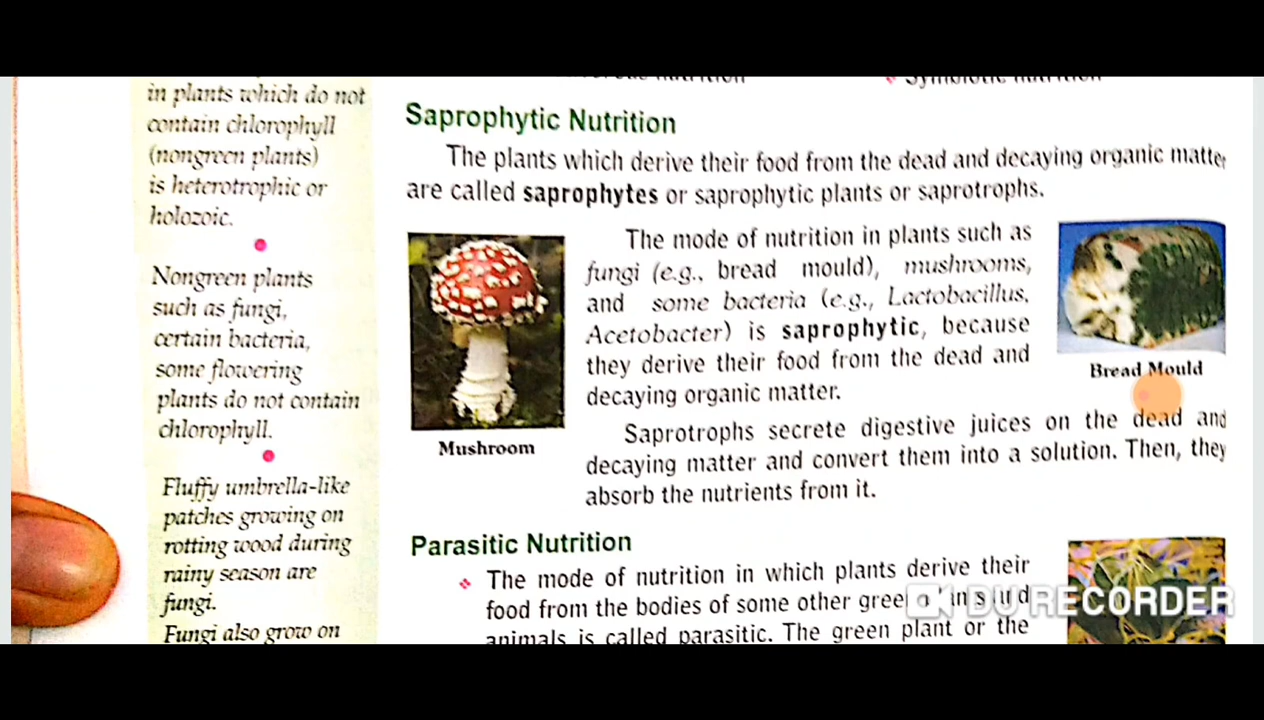 in plants which do not
contain chlorophyll
(nongreen plants)
is heterotrophic or
holozoic.
Nongreen plants
such as fungi,
certain bacteria,
some flowering
plants do not contain
chlorophyll.
Fluffy umbrella-like
patches growing on
rotting wood during
rainy season are
fungi.
Fungi also grow on
nutrition
Symbiotic nutrition
Saprophytic Nutrition
The plants which derive their food from the dead and decaying organic matter
are called saprophytes or saprophytic plants or saprotrophs.
The mode of nutrition in plants such as
fungi (e.g., bread mould), mushrooms,
and some bacteria (e.g., Lactobacillus,
Acetobacter) is saprophytic, because
they derive their food from the dead and
decaying organic matter.
Mushroom
Bread Mould
Saprotrophs secrete digestive juices on the dead and
decaying matter and convert them into a solution. Then, they
absorb the nutrients from it.
Parasitic Nutrition
The mode of nutrition in which plants derive their
food from the bodies of some other
animals is called parasitic. The green plant or the
DU RECORDER